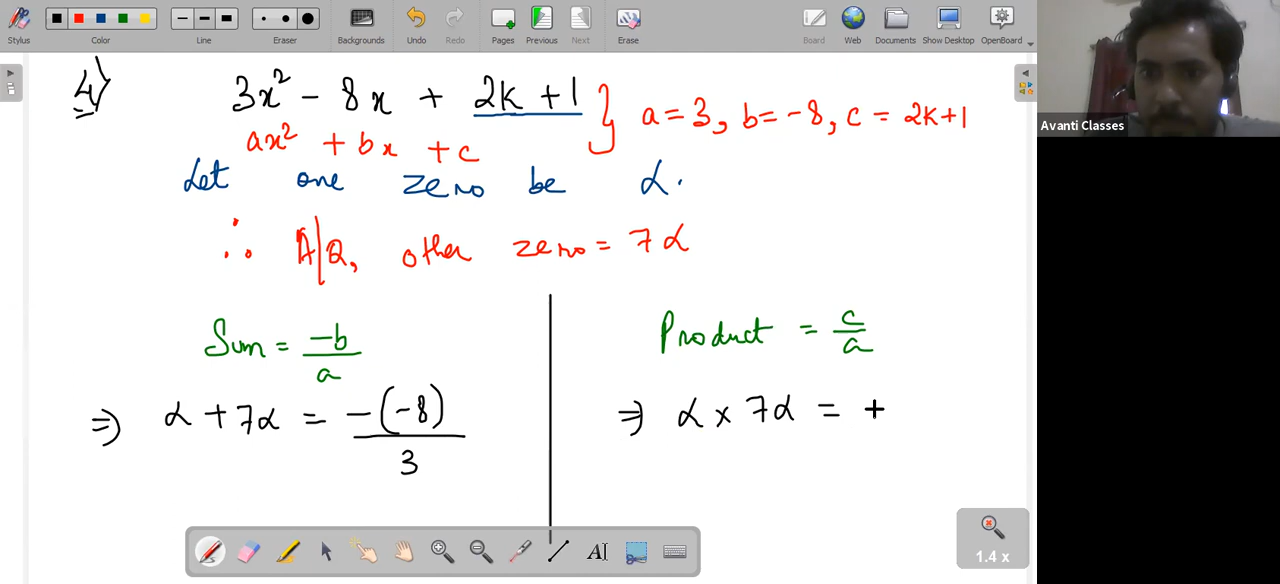 Stylus Color Line Eraser Backgrounds Undo Redo Pages Previous Next Erase Board Web Documents Show Desktop OpenBoard
Avanti Classes
4) 3x² - 8x + 2k + 1 } a = 3, b = -8, c = 2k+1
ax² + bx + c
Let one zero be α.
∴ A/Q, other zero = 7α
Sum = -b/a
Product = c/a
⇒ α + 7α = -(-8)/3
⇒ α × 7α = +
1.4 x